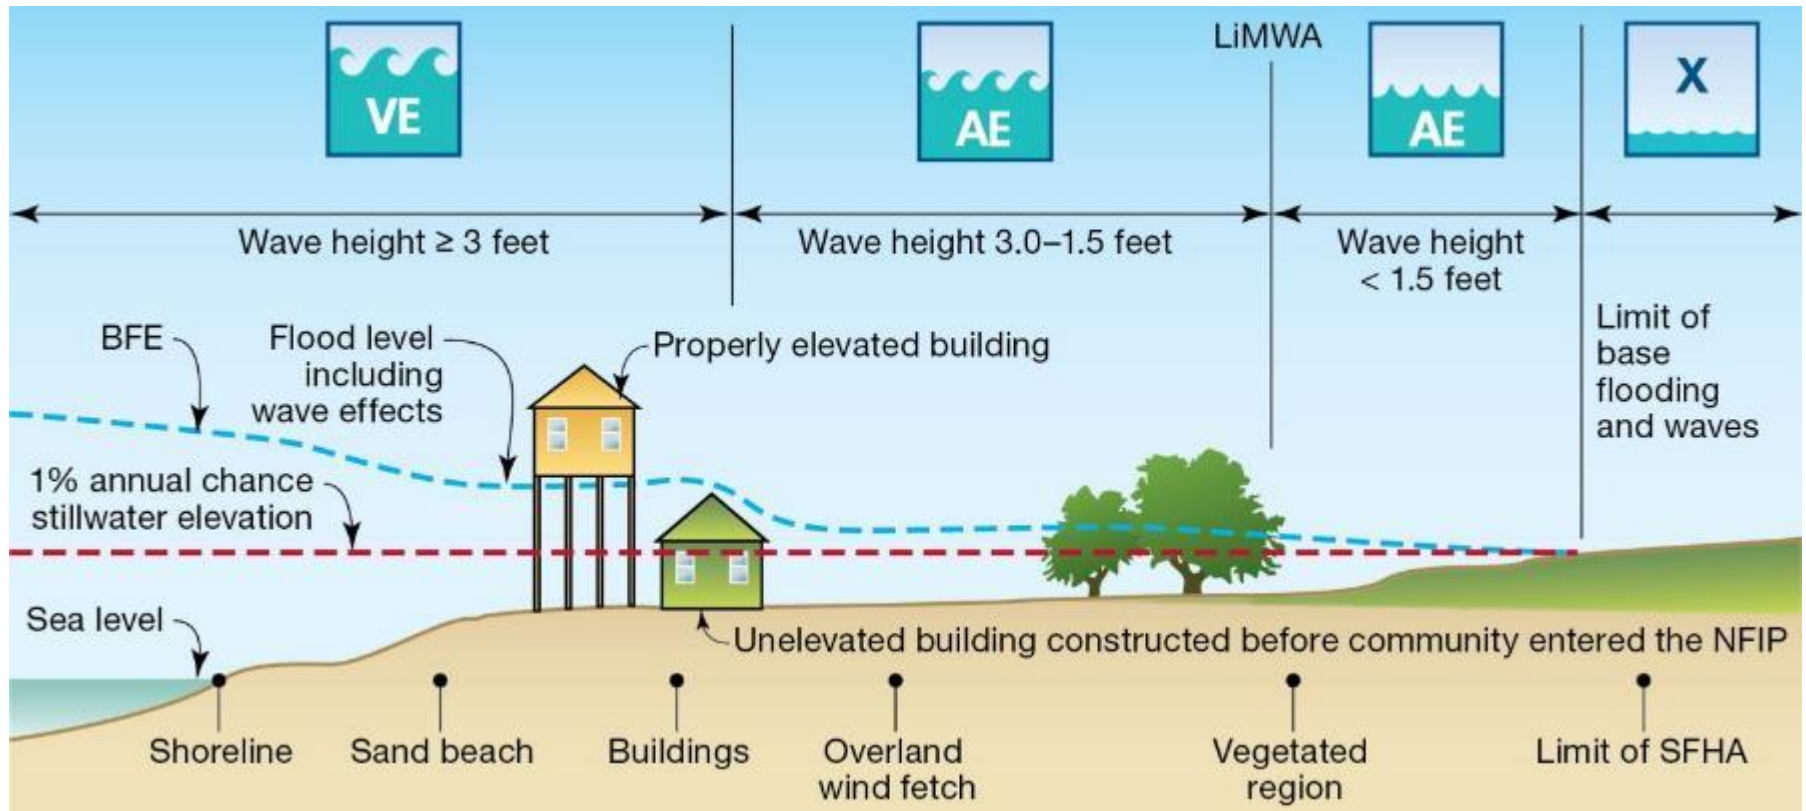 LiMWA
VE
AE
AE
X
Wave height ≥ 3 feet
Wave height 3.0–1.5 feet
Wave height
< 1.5 feet
BFE
Flood level
including
wave effects
Properly elevated building
Limit of
base
flooding
and waves
1% annual chance
stillwater elevation
Sea level
Unelevated building constructed before community entered the NFIP
Shoreline
Sand beach
Buildings
Overland
wind fetch
Vegetated
region
Limit of SFHA